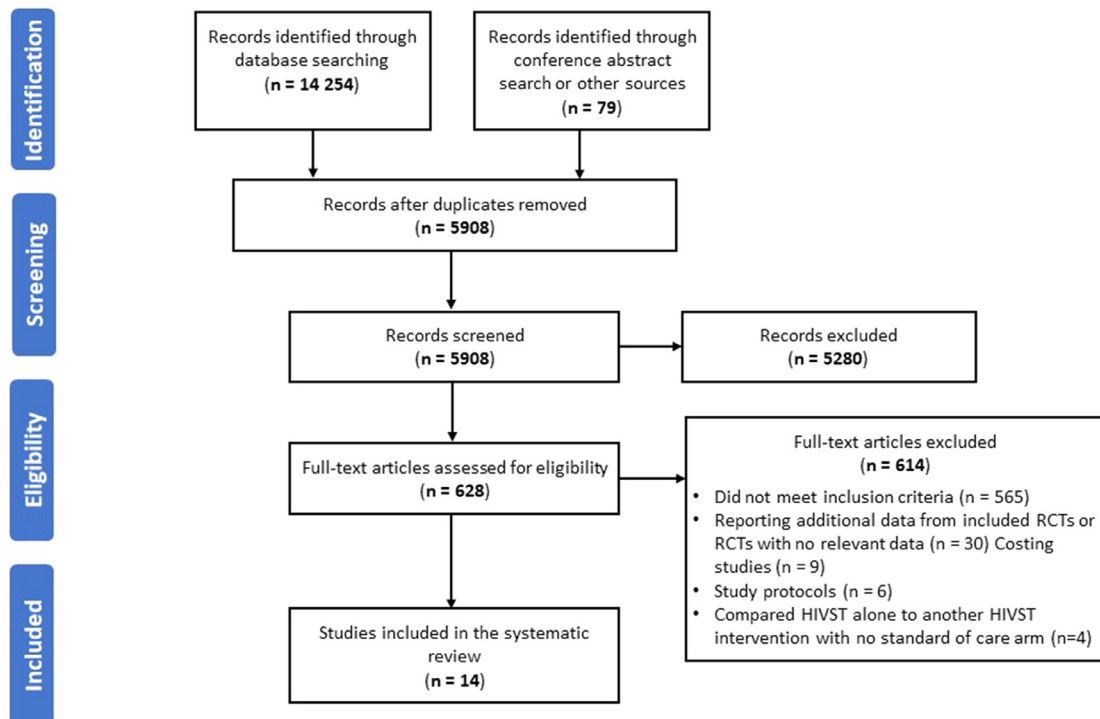 Identification
Records identified through
database searching
(n = 14 254)
Records identified through
conference abstract
search or other sources
(n = 79)
Records after duplicates removed
(n = 5908)
Screening
Records screened
(n = 5908)
Records excluded
(n = 5280)
Eligibility
Full-text articles assessed for eligibility
(n = 628)
Full-text articles excluded
(n = 614)
• Did not meet inclusion criteria (n = 565)
• Reporting additional data from included RCTs or
RCTs with no relevant data (n = 30) Costing
studies (n = 9)
• Study protocols (n = 6)
• Compared HIVST alone to another HIVST
intervention with no standard of care arm (n=4)
Included
Studies included in the systematic
review
(n = 14)